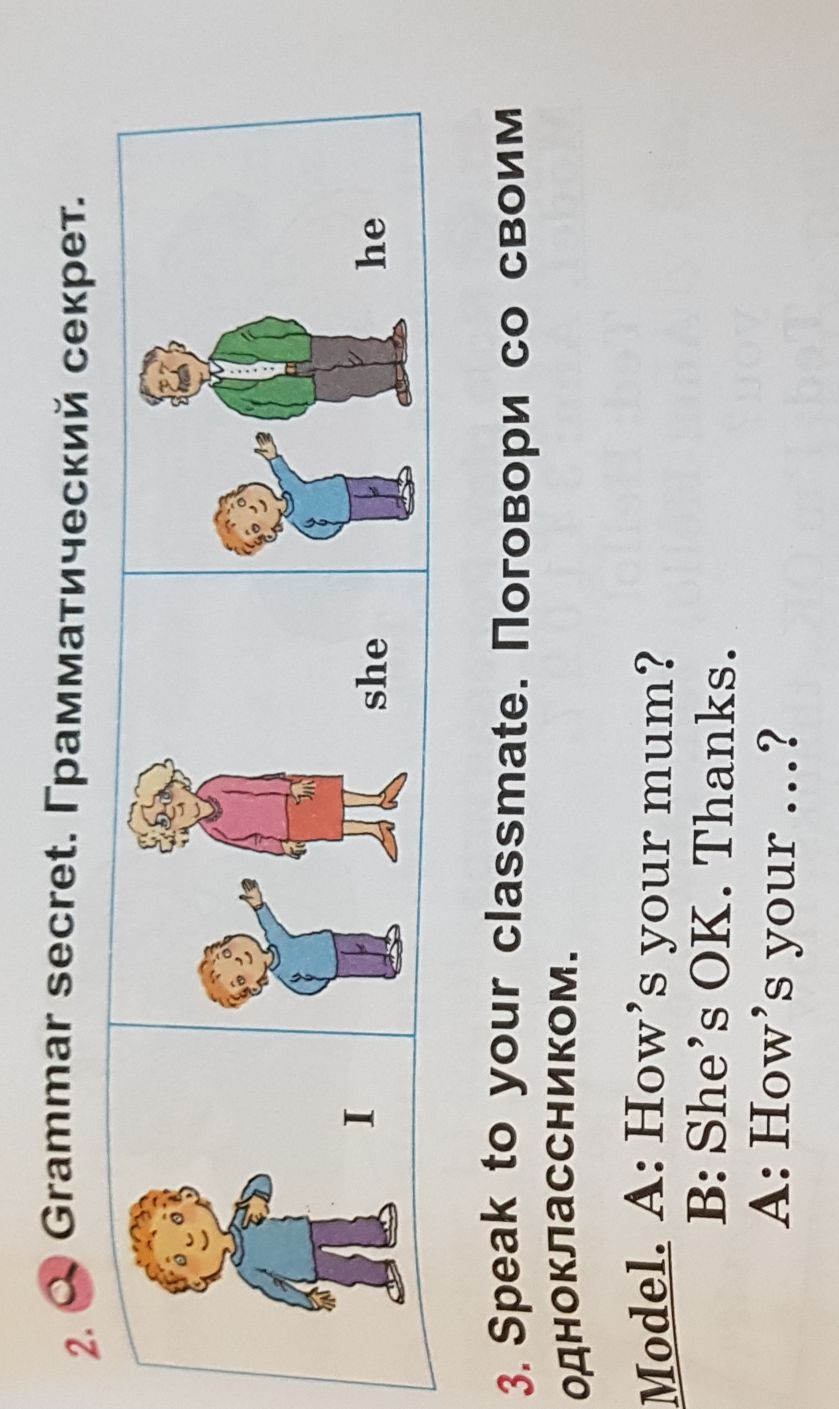 2. Grammar secret. Грамматический секрет.
I
she
he
3. Speak to your classmate. Поговори со своим
одноклассником.
Model. A: How's your mum?
B: She's OK. Thanks.
A: How's your ...?